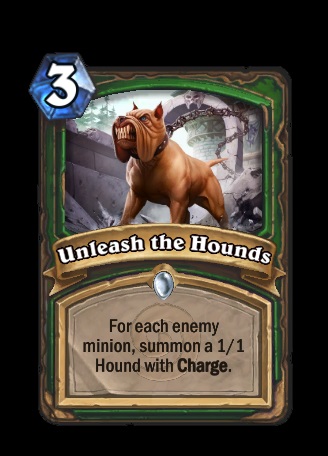 3
Unleash the Hounds
For each enemy
minion, summon a 1/1
Hound with Charge.